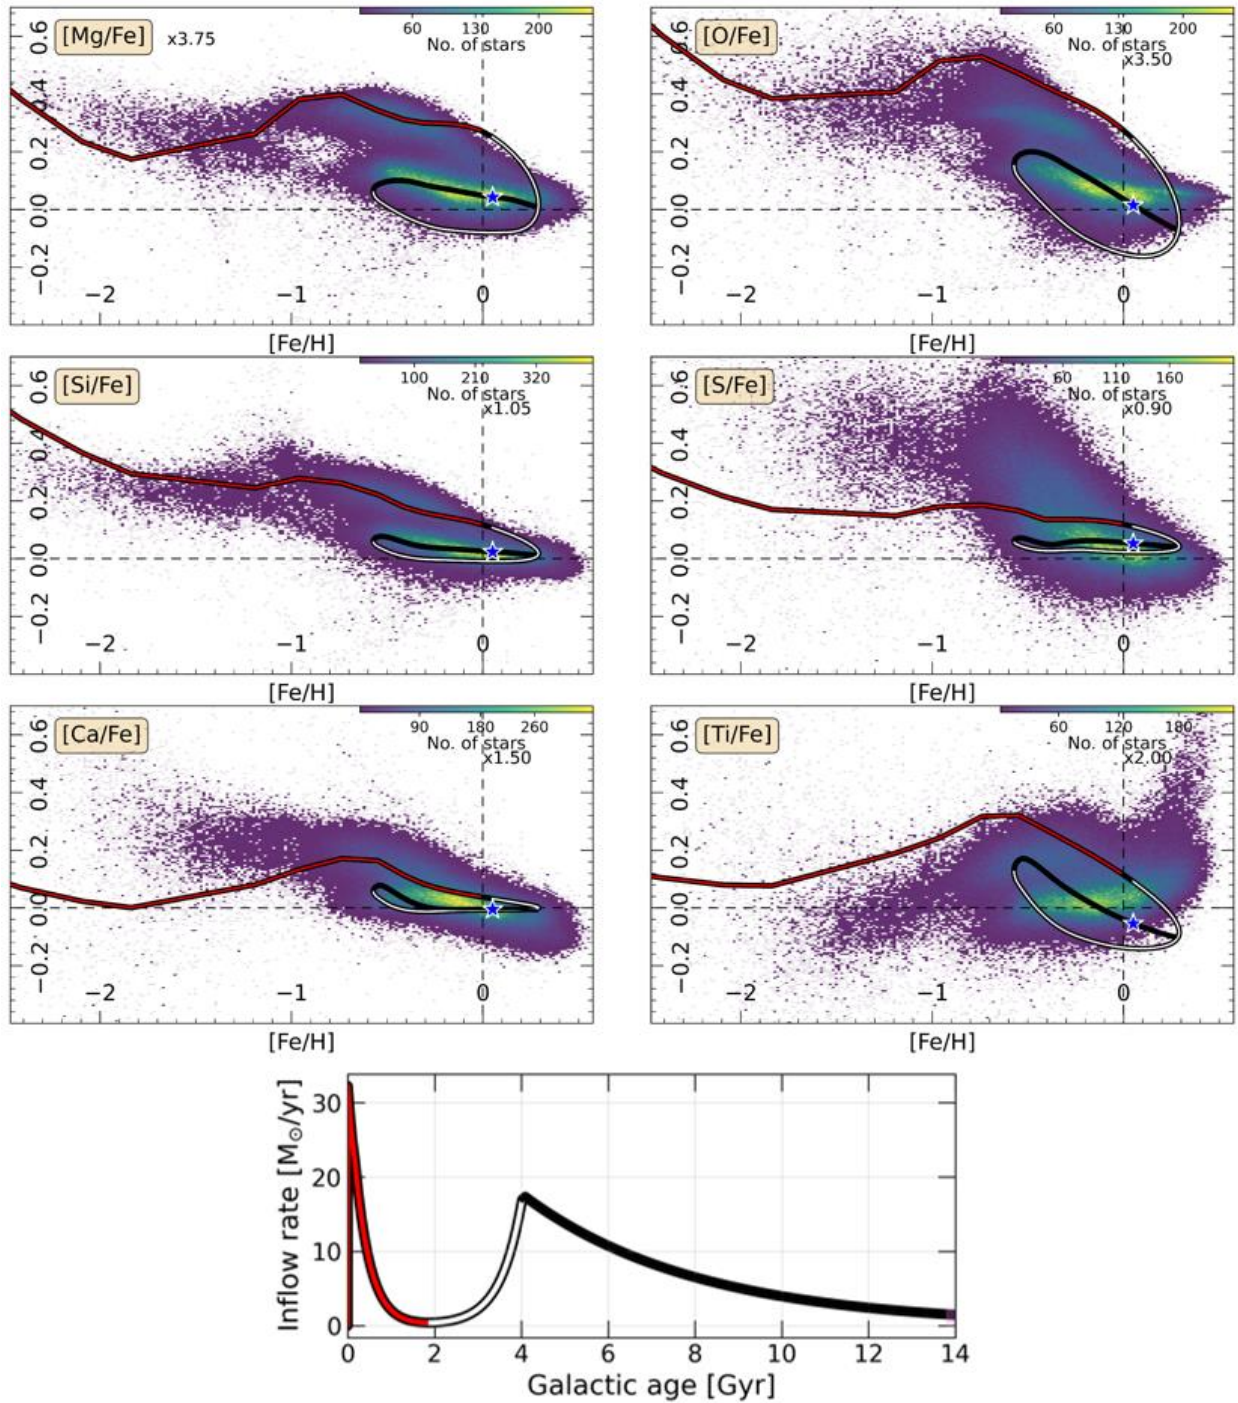 [Mg/Fe] x3.75
60 130 200
No. of stars
0.6
0.4
0.2
0.0
−0.2
−2 −1 0
[Fe/H]
[O/Fe]
60 130 200
No. of stars
x3.50
0.6
0.4
0.2
0.0
−0.2
−2 −1 0
[Fe/H]
[Si/Fe]
100 210 320
No. of stars
x1.05
0.6
0.4
0.2
0.0
−0.2
−2 −1 0
[Fe/H]
[S/Fe]
60 110 160
No. of stars
x0.90
0.6
0.4
0.2
0.0
−0.2
−2 −1 0
[Fe/H]
[Ca/Fe]
90 180 260
No. of stars
x1.50
0.6
0.4
0.2
0.0
−0.2
−2 −1 0
[Fe/H]
[Ti/Fe]
60 120 180
No. of stars
x2.00
0.6
0.4
0.2
0.0
−0.2
−2 −1 0
[Fe/H]
Inflow rate [M⊙/yr]
30
20
10
0
0 2 4 6 8 10 12 14
Galactic age [Gyr]